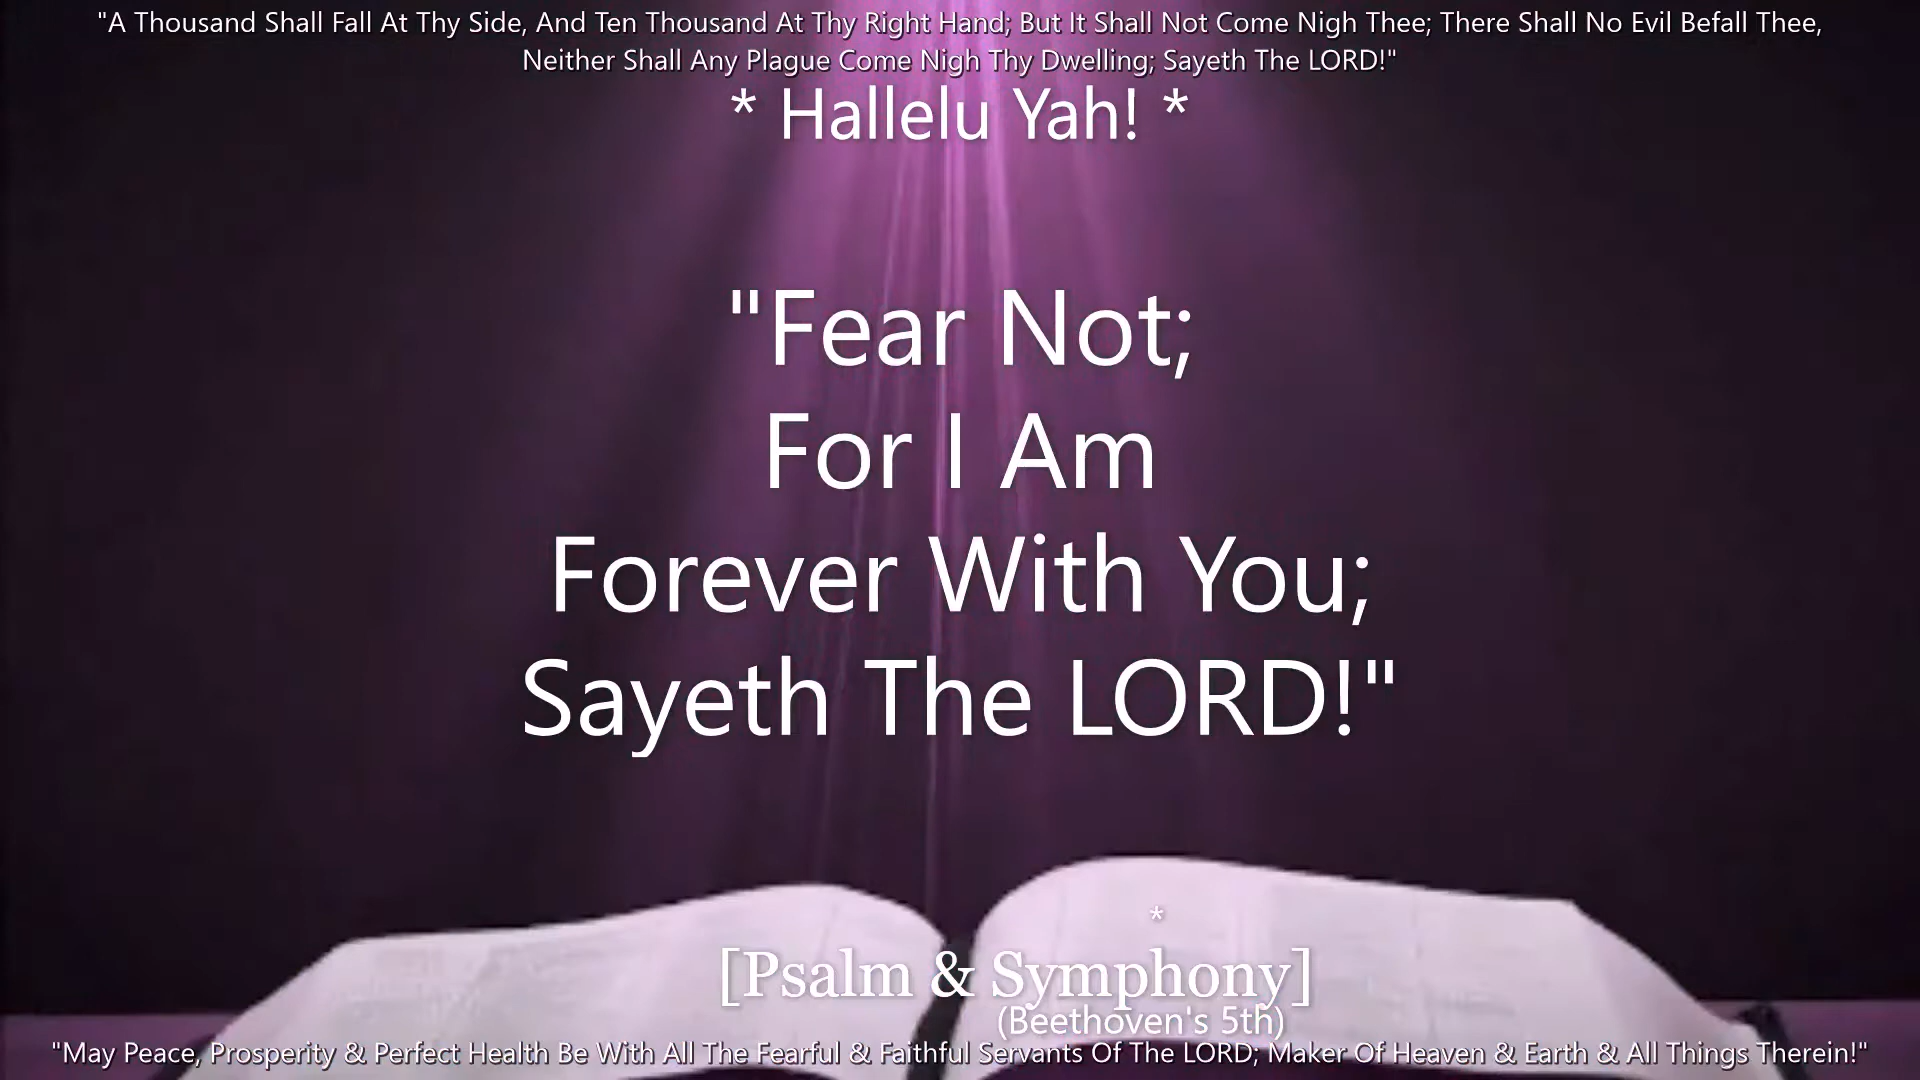 "A Thousand Shall Fall At Thy Side, And Ten Thousand At Thy Right Hand; But It Shall Not Come Nigh Thee; There Shall No Evil Befall Thee,
Neither Shall Any Plague Come Nigh Thy Dwelling; Sayeth The LORD!"
* Hallelu Yah! *
"Fear Not;
For I Am
Forever With You;
Sayeth The LORD!"
*
[Psalm & Symphony]
(Beethoven's 5th)
"May Peace, Prosperity & Perfect Health Be With All The Fearful & Faithful Servants Of The LORD; Maker Of Heaven & Earth & All Things Therein!"